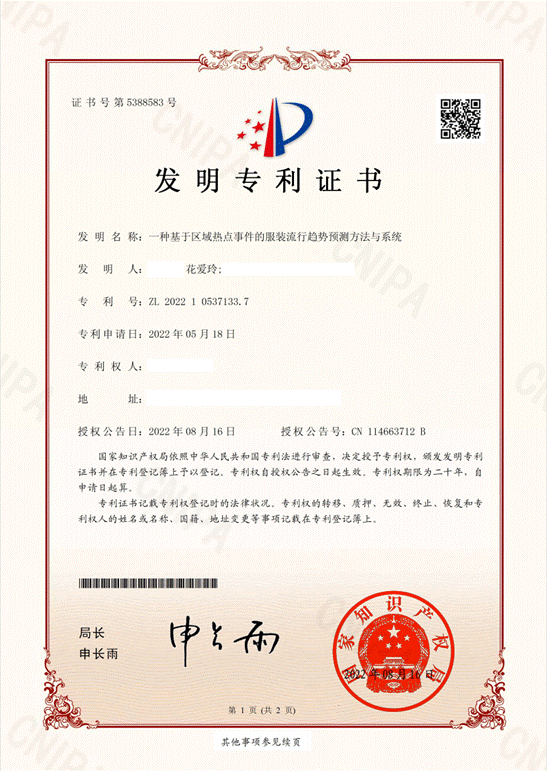 证书号第5388583号
发明专利证书
发明名称：一种基于区域热点事件的服装流行趋势预测方法与系统
发明人： 花爱玲;
专利号：ZL 2022 1 0537133.7
专利申请日：2022年05月18日
专利权人：
地址：
授权公告日：2022年08月16日 授权公告号：CN 114663712 B
国家知识产权局依照中华人民共和国专利法进行审查，决定授予专利权，颁发发明专利
证书并在专利登记簿上予以登记。专利权自授权公告之日起生效。专利权期限为二十年，自
申请日起算。
专利证书记载专利权登记时的法律状况。专利权的转移、质押、无效、终止、恢复和专
利权人的姓名或名称、国籍、地址变更等事项记载在专利登记簿上。
局长
申长雨
申长雨
国家知识产权局
2022年08月16日
第 1 页 (共 2 页)
其他事项参见续页
CNIPA
CNIPA
CNIPA
CNIPA
CNIPA
CNIPA
CNIPA